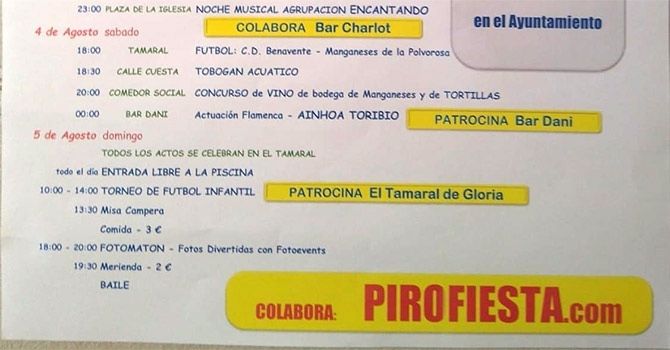 23:00 PLAZA DE LA IGLESIA NOCHE MUSICAL AGRUPACION ENCANTANDO
en el Ayuntamiento
COLABORA Bar Charlot
4 de Agosto sabado
18:00 TAMARAL FUTBOL: C.D. Benavente - Manganeses de la Polvorosa
18:30 CALLE CUESTA TOBOGAN ACUATICO
20:00 COMEDOR SOCIAL CONCURSO de VINO de bodega de Manganeses y de TORTILLAS
00:00 BAR DANI Actuación Flamenca - AINHOA TORIBIO PATROCINA Bar Dani
5 de Agosto domingo
TODOS LOS ACTOS SE CELEBRAN EN EL TAMARAL
todo el día ENTRADA LIBRE A LA PISCINA
10:00 - 14:00 TORNEO DE FUTBOL INFANTIL PATROCINA El Tamaral de Gloria
13:30 Misa Campera
Comida - 3 €
18:00 - 20:00 FOTOMATON - Fotos Divertidas con Fotoevents
19:30 Merienda - 2 €
BAILE
COLABORA: PIROFIESTA.com